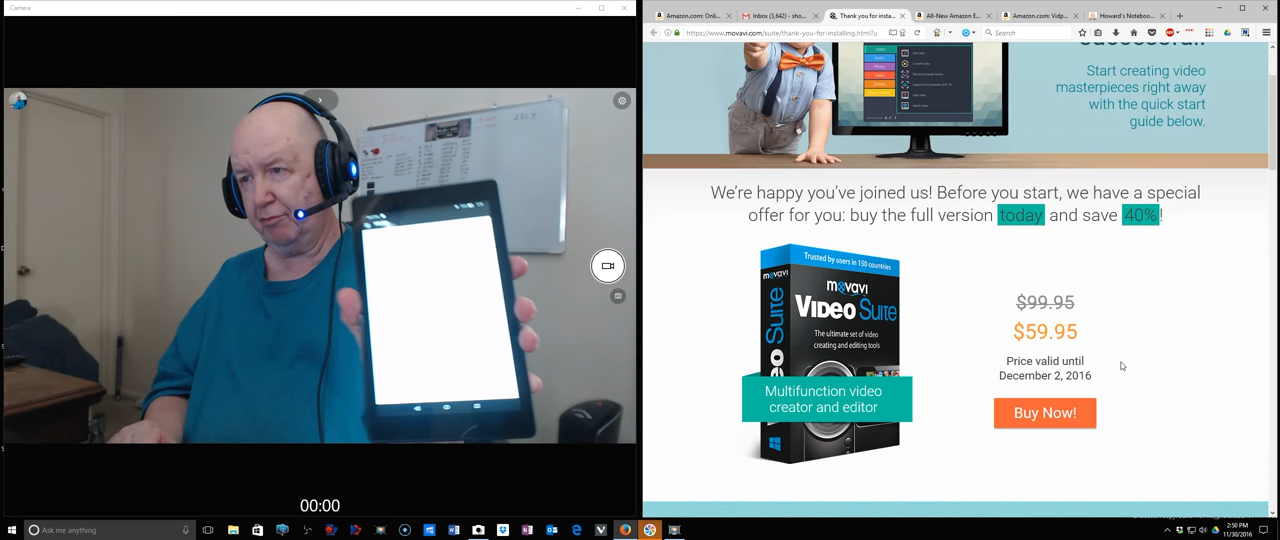 Camera
Amazon.com: Onli...
Inbox (3,642) - sho...
Thank you for insta...
All-New Amazon E...
Amazon.com: Vidp...
Howard's Notebook...
https://www.movavi.com/suite/thank-you-for-installing.html?u
Search
Start creating video
masterpieces right away
with the quick start
guide below.
We're happy you've joined us! Before you start, we have a special
offer for you: buy the full version today and save 40%!
Trusted by users in 150 countries
movavi
movavi
VIDEO SUITE
The ultimate set of video
creating and editing tools
Multifunction video
creator and editor
$99.95
$59.95
Price valid until
December 2, 2016
Buy Now!
00:00
Ask me anything
2:50 PM
11/30/2016